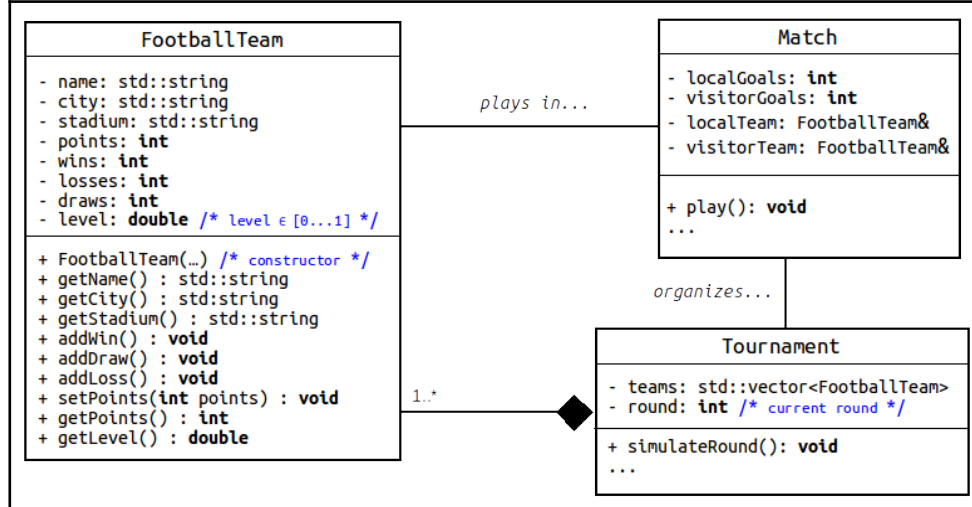 FootballTeam
- name: std::string
- city: std::string
- stadium: std::string
- points: int
- wins: int
- losses: int
- draws: int
- level: double /* level ∈ [0...1] */
+ FootballTeam(…) /* constructor */
+ getName() : std::string
+ getCity() : std:string
+ getStadium() : std::string
+ addWin() : void
+ addDraw() : void
+ addLoss() : void
+ setPoints(int points) : void
+ getPoints() : int
+ getLevel() : double
plays in...
Match
- localGoals: int
- visitorGoals: int
- localTeam: FootballTeam&
- visitorTeam: FootballTeam&
+ play(): void
...
organizes...
1..*
Tournament
- teams: std::vector<FootballTeam>
- round: int /* current round */
+ simulateRound(): void
...